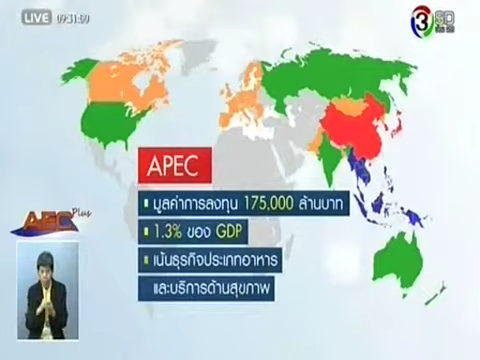 LIVE 09:31:09
3
APEC
มูลค่าการลงทุน 175,000 ล้านบาท
1.3% ของ GDP
เน้นธุรกิจประเภทอาหาร
และบริการด้านสุขภาพ
AEC Plus